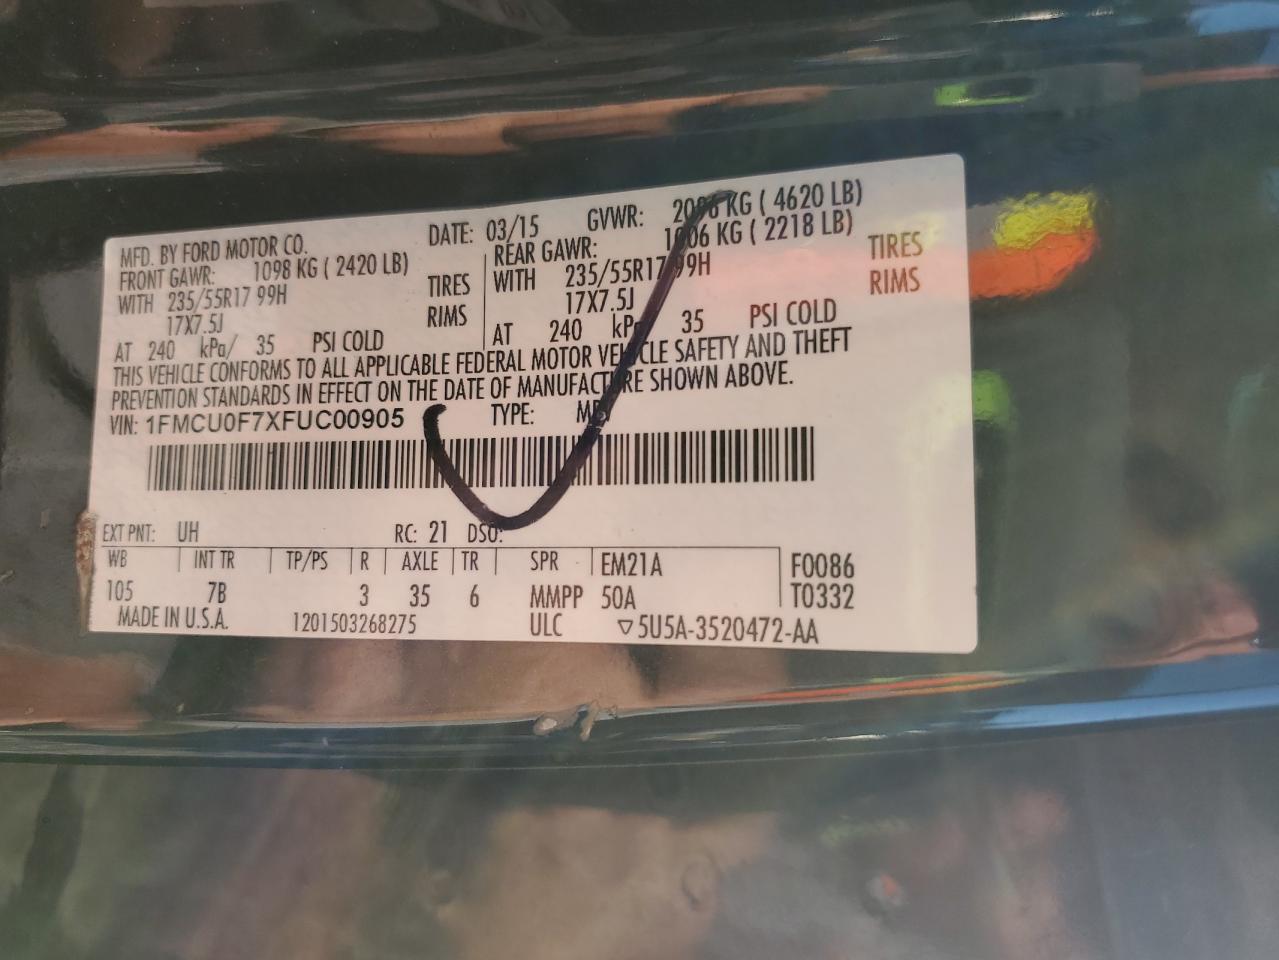 MFD. BY FORD MOTOR CO. DATE: 03/15 GVWR: 2096 KG ( 4620 LB)
FRONT GAWR: 1098 KG ( 2420 LB) REAR GAWR: 1006 KG ( 2218 LB)
WITH 235/55R17 99H TIRES WITH 235/55R17 99H TIRES
17X7.5J RIMS 17X7.5J RIMS
AT 240 kPa/ 35 PSI COLD AT 240 kPa/ 35 PSI COLD
THIS VEHICLE CONFORMS TO ALL APPLICABLE FEDERAL MOTOR VEHICLE SAFETY AND THEFT
PREVENTION STANDARDS IN EFFECT ON THE DATE OF MANUFACTURE SHOWN ABOVE.
VIN: 1FMCU0F7XFUC00905 TYPE: MPV
EXT PNT: UH RC: 21 DSO:
WB INT TR TP/PS R AXLE TR SPR EM21A F0086
105 7B 3 35 6 MMPP 50A T0332
MADE IN U.S.A. 1201503268275 ULC ▽5U5A-3520472-AA